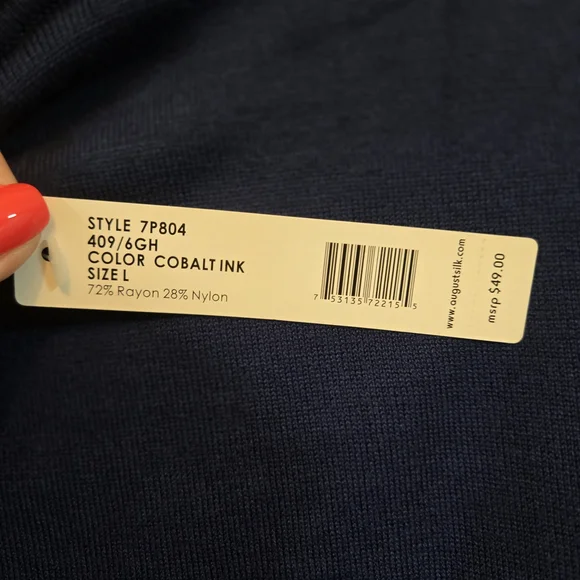 STYLE 7P804
409/6GH
COLOR COBALT INK
SIZE L
72% Rayon 28% Nylon
7 53135 72215 5
www.augustsilk.com
msrp $49.00